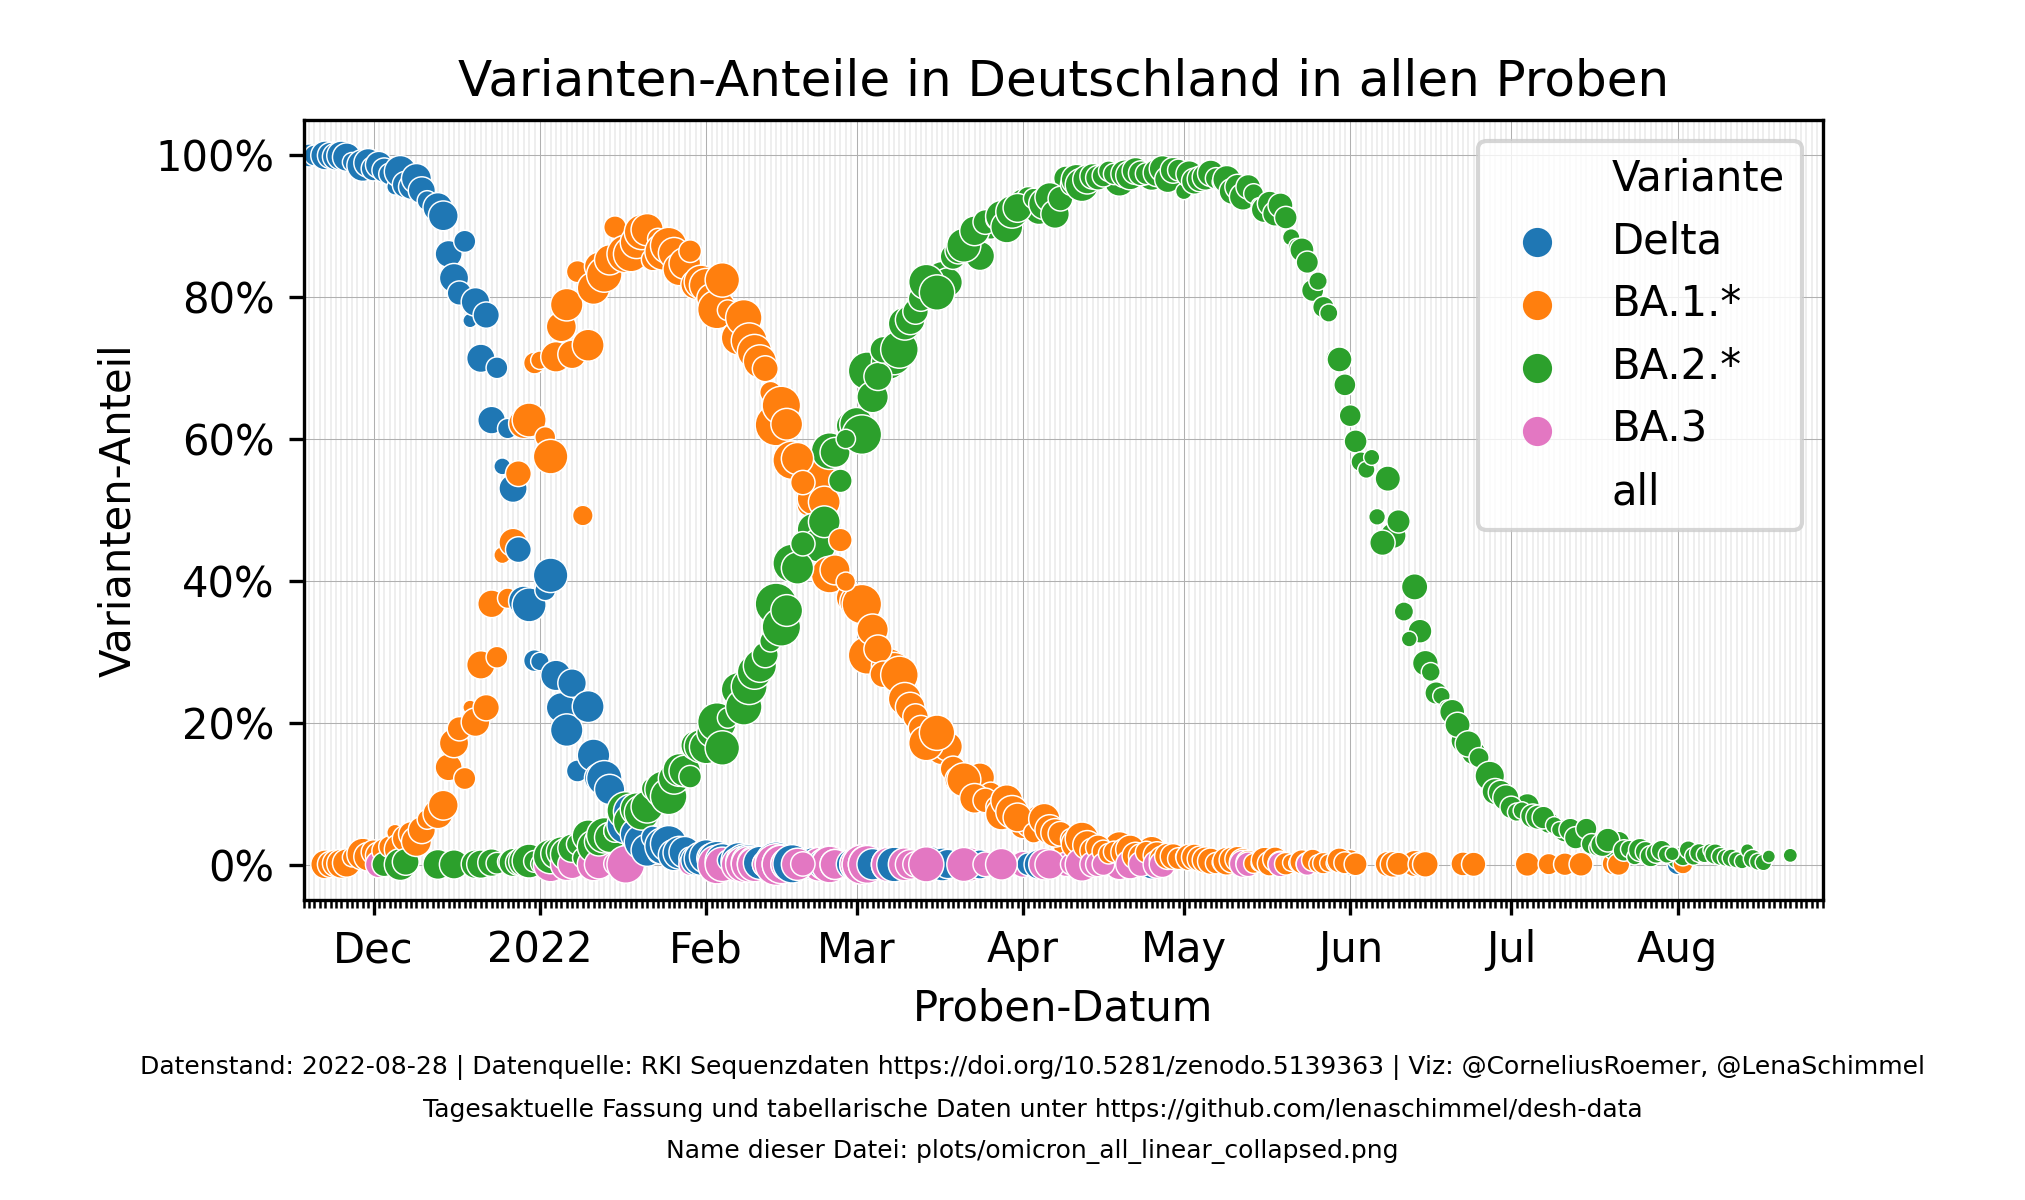 Varianten-Anteile in Deutschland in allen Proben
100%
80%
60%
40%
20%
0%
Varianten-Anteil
Variante
Delta
BA.1.*
BA.2.*
BA.3
all
Dec 2022 Feb Mar Apr May Jun Jul Aug
Proben-Datum
Datenstand: 2022-08-28 | Datenquelle: RKI Sequenzdaten https://doi.org/10.5281/zenodo.5139363 | Viz: @CorneliusRoemer, @LenaSchimmel
Tagesaktuelle Fassung und tabellarische Daten unter https://github.com/lenaschimmel/desh-data
Name dieser Datei: plots/omicron_all_linear_collapsed.png